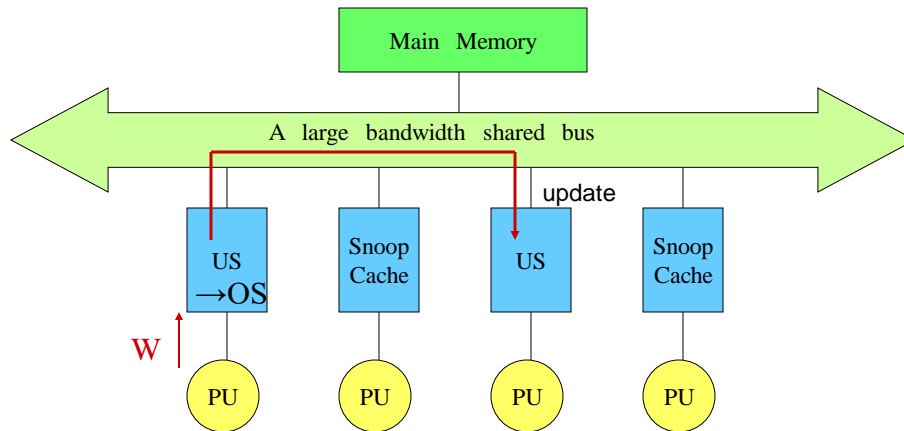 Main Memory
A large bandwidth shared bus
update
US
→OS
Snoop
Cache
US
Snoop
Cache
W
PU
PU
PU
PU